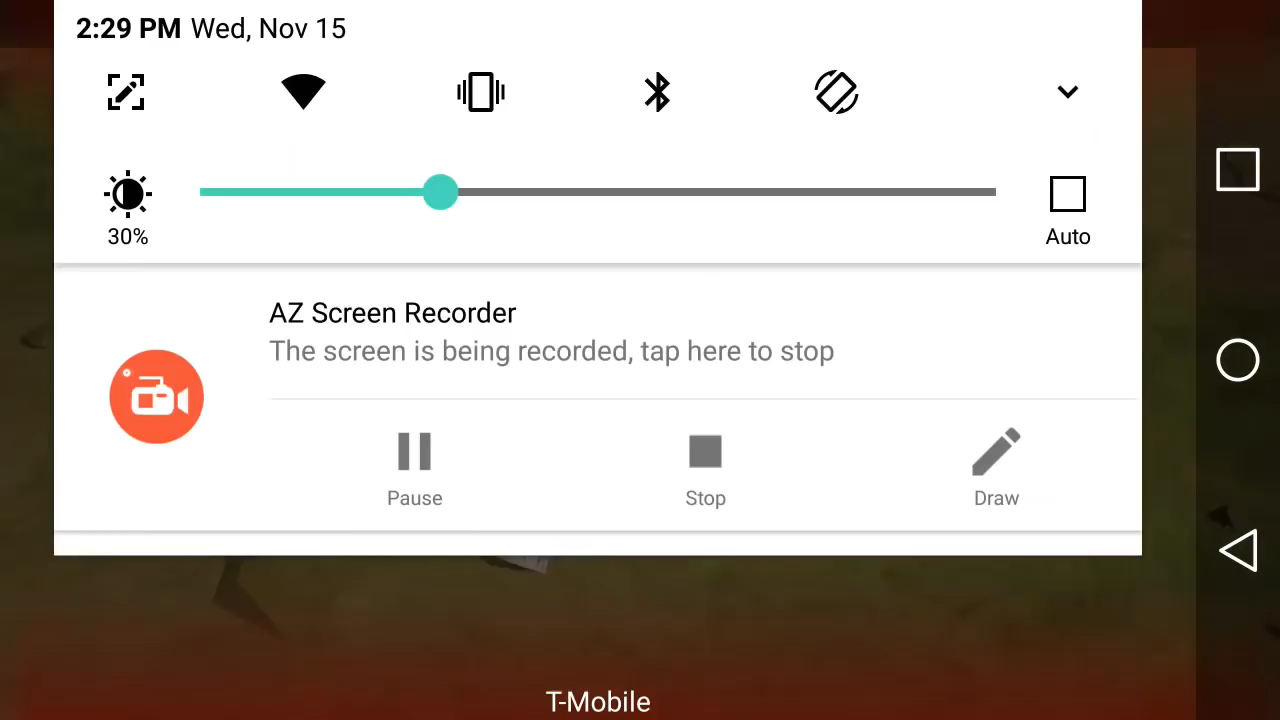 2:29 PM Wed, Nov 15
30%
Auto
AZ Screen Recorder
The screen is being recorded, tap here to stop
Pause
Stop
Draw
T-Mobile